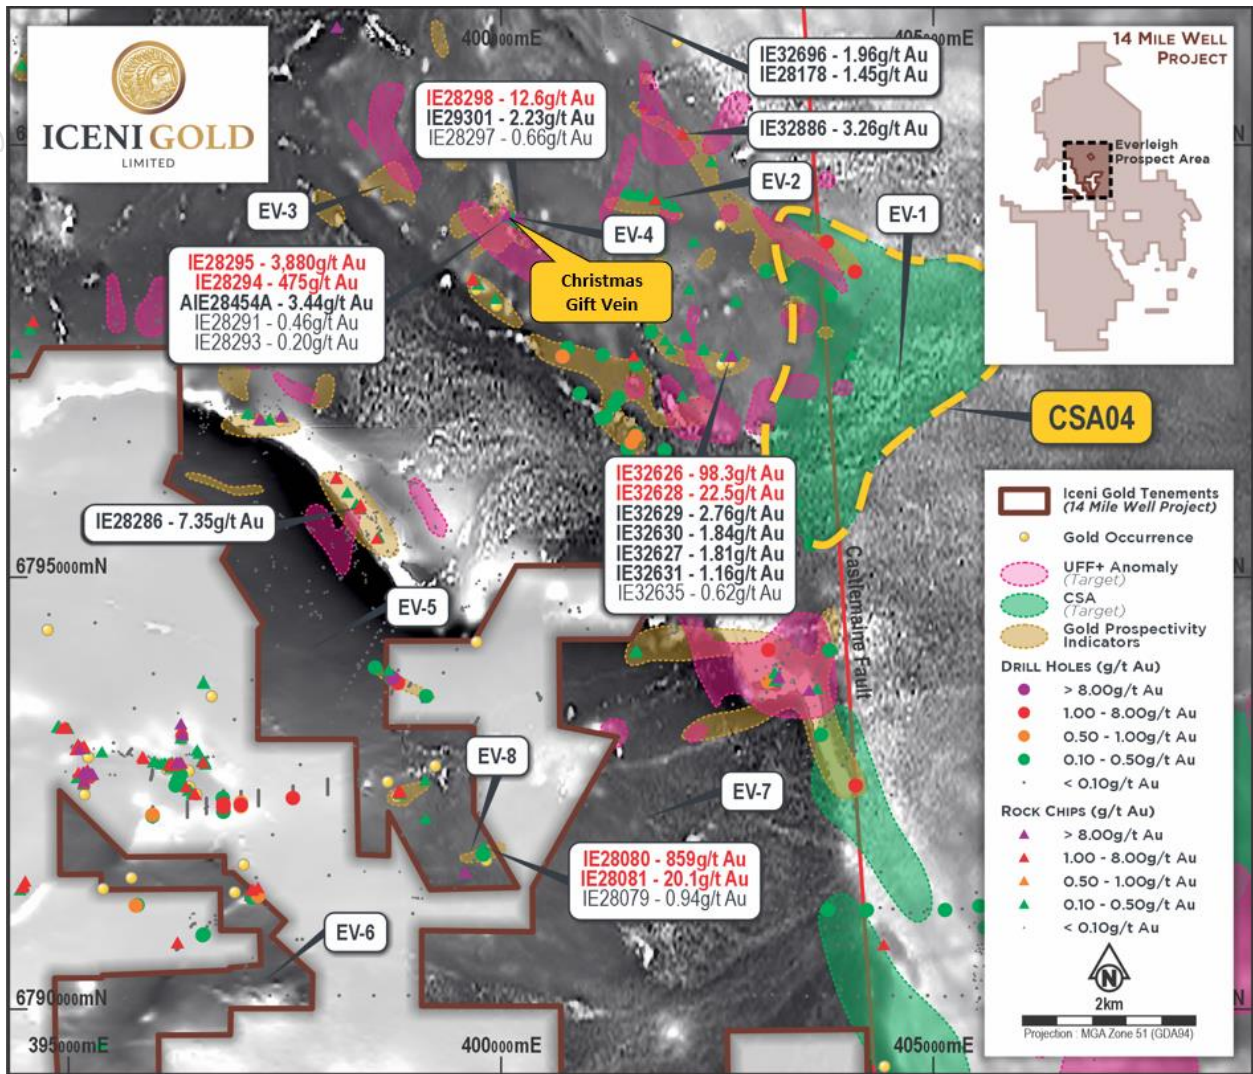 400000mE
405000mE
ICENI GOLD
LIMITED
IE32696 - 1.96g/t Au
IE28178 - 1.45g/t Au
14 MILE WELL
PROJECT
Everleigh
Prospect Area
IE28298 - 12.6g/t Au
IE29301 - 2.23g/t Au
IE28297 - 0.66g/t Au
IE32886 - 3.26g/t Au
EV-3
EV-2
EV-1
EV-4
IE28295 - 3,880g/t Au
IE28294 - 475g/t Au
AIE28454A - 3.44g/t Au
IE28291 - 0.46g/t Au
IE28293 - 0.20g/t Au
Christmas
Gift Vein
CSA04
IE32626 - 98.3g/t Au
IE32628 - 22.5g/t Au
IE32629 - 2.76g/t Au
IE32630 - 1.84g/t Au
IE32627 - 1.81g/t Au
IE32631 - 1.16g/t Au
IE32635 - 0.62g/t Au
IE28286 - 7.35g/t Au
6795000mN
EV-5
Castlemaine Fault
EV-8
EV-7
IE28080 - 859g/t Au
IE28081 - 20.1g/t Au
IE28079 - 0.94g/t Au
EV-6
6790000mN
395000mE
400000mE
405000mE
Iceni Gold Tenements
(14 Mile Well Project)
Gold Occurrence
UFF+ Anomaly
(Target)
CSA
(Target)
Gold Prospectivity
Indicators
DRILL HOLES (g/t Au)
> 8.00g/t Au
1.00 - 8.00g/t Au
0.50 - 1.00g/t Au
0.10 - 0.50g/t Au
< 0.10g/t Au
ROCK CHIPS (g/t Au)
> 8.00g/t Au
1.00 - 8.00g/t Au
0.50 - 1.00g/t Au
0.10 - 0.50g/t Au
< 0.10g/t Au
N
2km
Projection : MGA Zone 51 (GDA94)